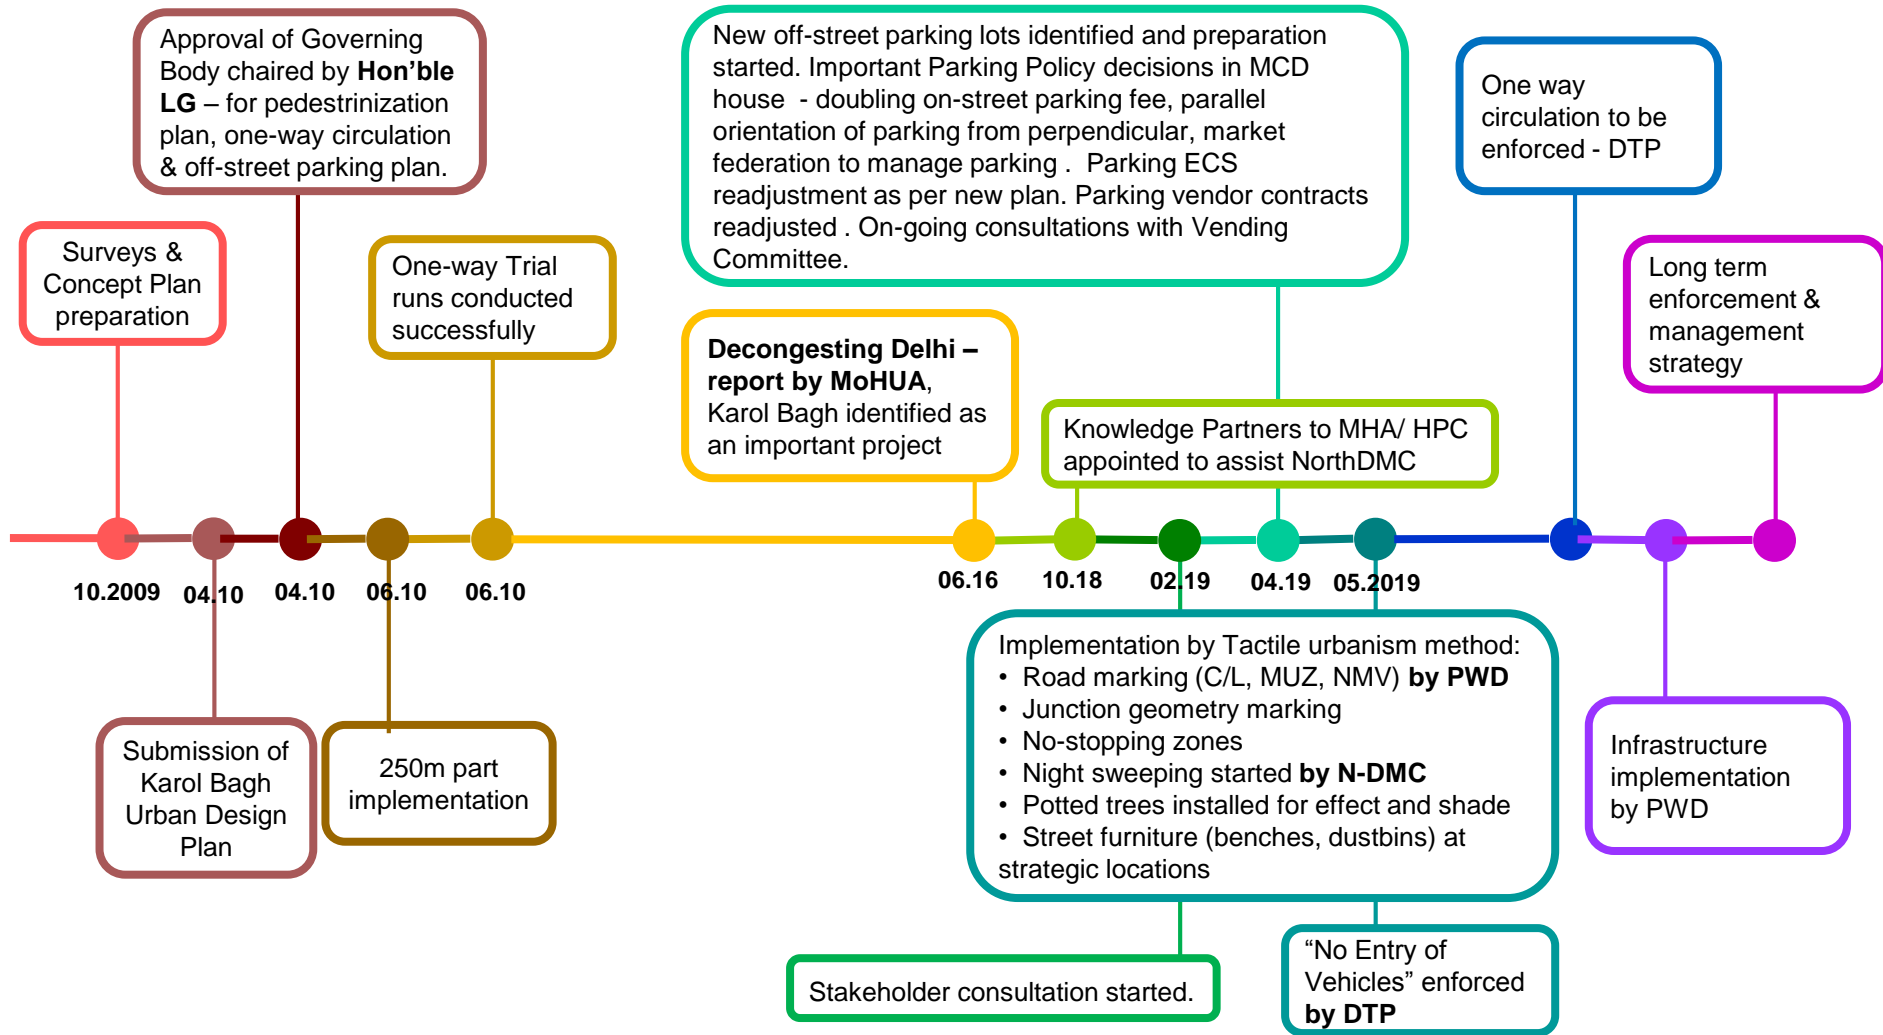 Approval of Governing
Body chaired by Hon’ble
LG – for pedestrinization
plan, one-way circulation
& off-street parking plan.
New off-street parking lots identified and preparation
started. Important Parking Policy decisions in MCD
house - doubling on-street parking fee, parallel
orientation of parking from perpendicular, market
federation to manage parking . Parking ECS
readjustment as per new plan. Parking vendor contracts
readjusted . On-going consultations with Vending
Committee.
One way
circulation to be
enforced - DTP
Surveys &
Concept Plan
preparation
One-way Trial
runs conducted
successfully
Long term
enforcement &
management
strategy
Decongesting Delhi –
report by MoHUA,
Karol Bagh identified as
an important project
Knowledge Partners to MHA/ HPC
appointed to assist NorthDMC
10.2009
04.10
04.10
06.10
06.10
06.16
10.18
02.19
04.19
05.2019
Submission of
Karol Bagh
Urban Design
Plan
250m part
implementation
Implementation by Tactile urbanism method:
• Road marking (C/L, MUZ, NMV) by PWD
• Junction geometry marking
• No-stopping zones
• Night sweeping started by N-DMC
• Potted trees installed for effect and shade
• Street furniture (benches, dustbins) at
strategic locations
Infrastructure
implementation
by PWD
Stakeholder consultation started.
“No Entry of
Vehicles” enforced
by DTP